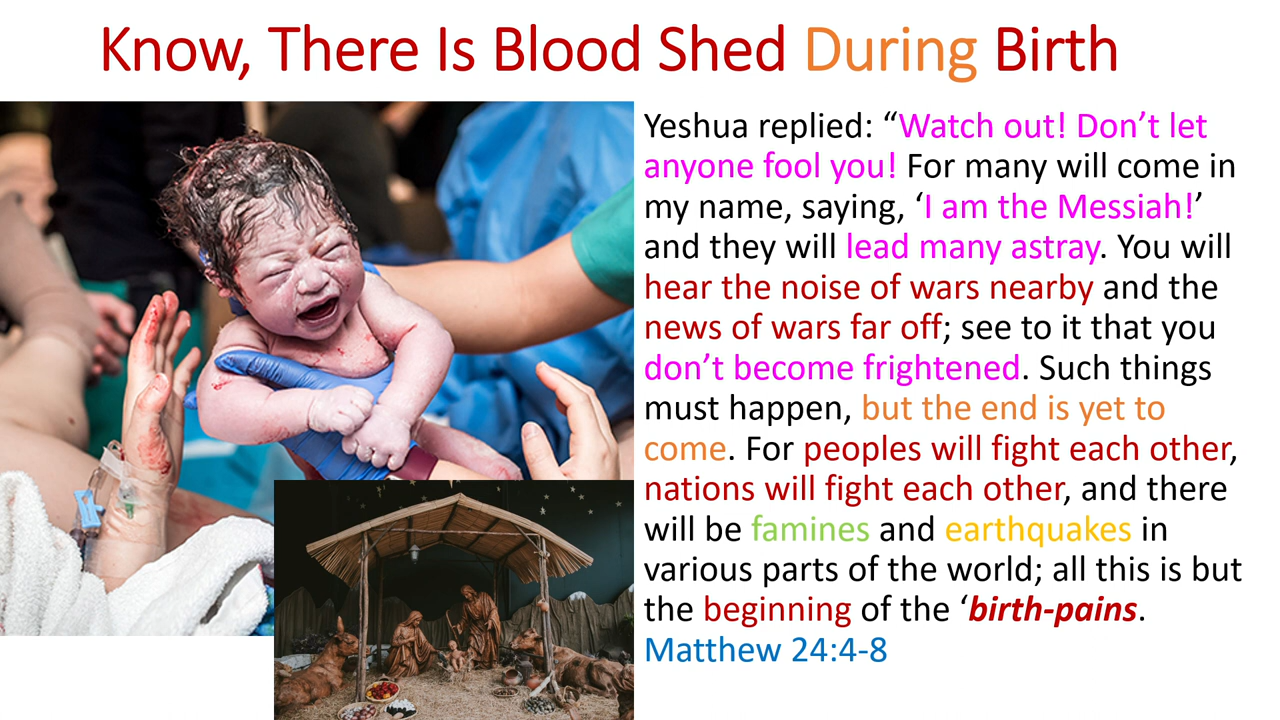 Know, There Is Blood Shed During Birth
Yeshua replied: “Watch out! Don’t let
anyone fool you! For many will come in
my name, saying, ‘I am the Messiah!’
and they will lead many astray. You will
hear the noise of wars nearby and the
news of wars far off; see to it that you
don’t become frightened. Such things
must happen, but the end is yet to
come. For peoples will fight each other,
nations will fight each other, and there
will be famines and earthquakes in
various parts of the world; all this is but
the beginning of the ‘birth-pains.
Matthew 24:4-8